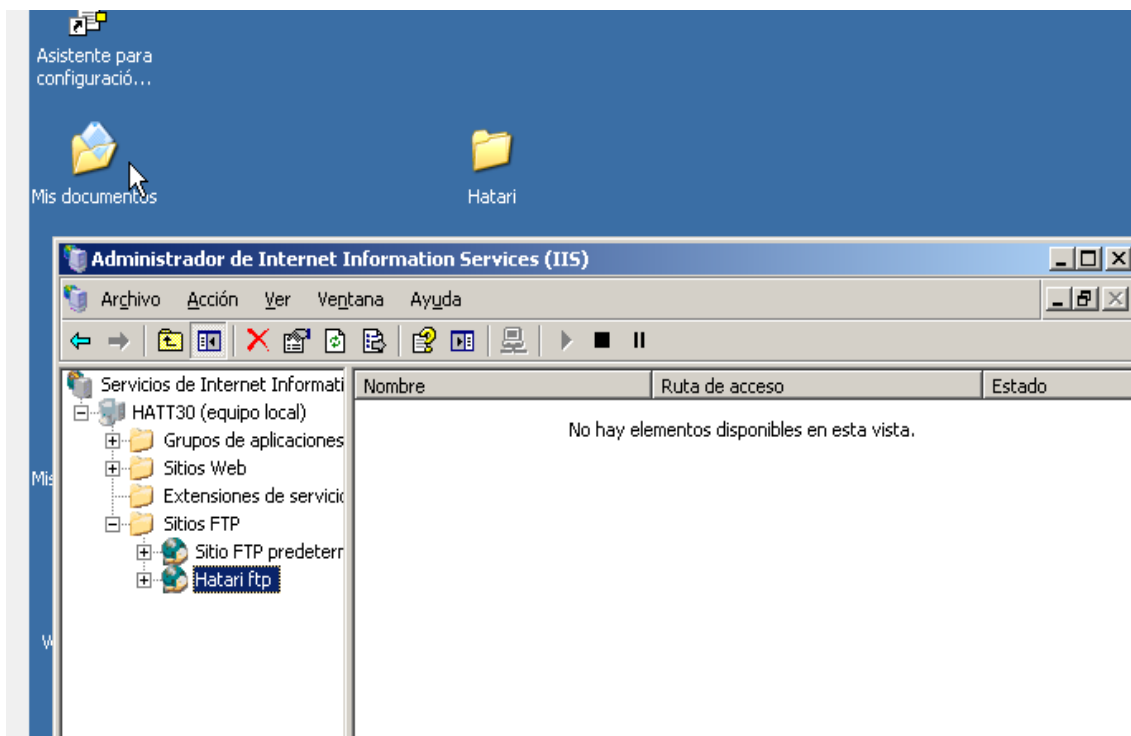 Asistente para
configuració...
Mis documentos
Hatari
Administrador de Internet Information Services (IIS)
Archivo Acción Ver Ventana Ayuda
Servicios de Internet Informati
Nombre Ruta de acceso Estado
HATT30 (equipo local)
No hay elementos disponibles en esta vista.
Grupos de aplicaciones
Sitios Web
Mis
Extensiones de servicio
Sitios FTP
Sitio FTP predeterr
Hatari ftp